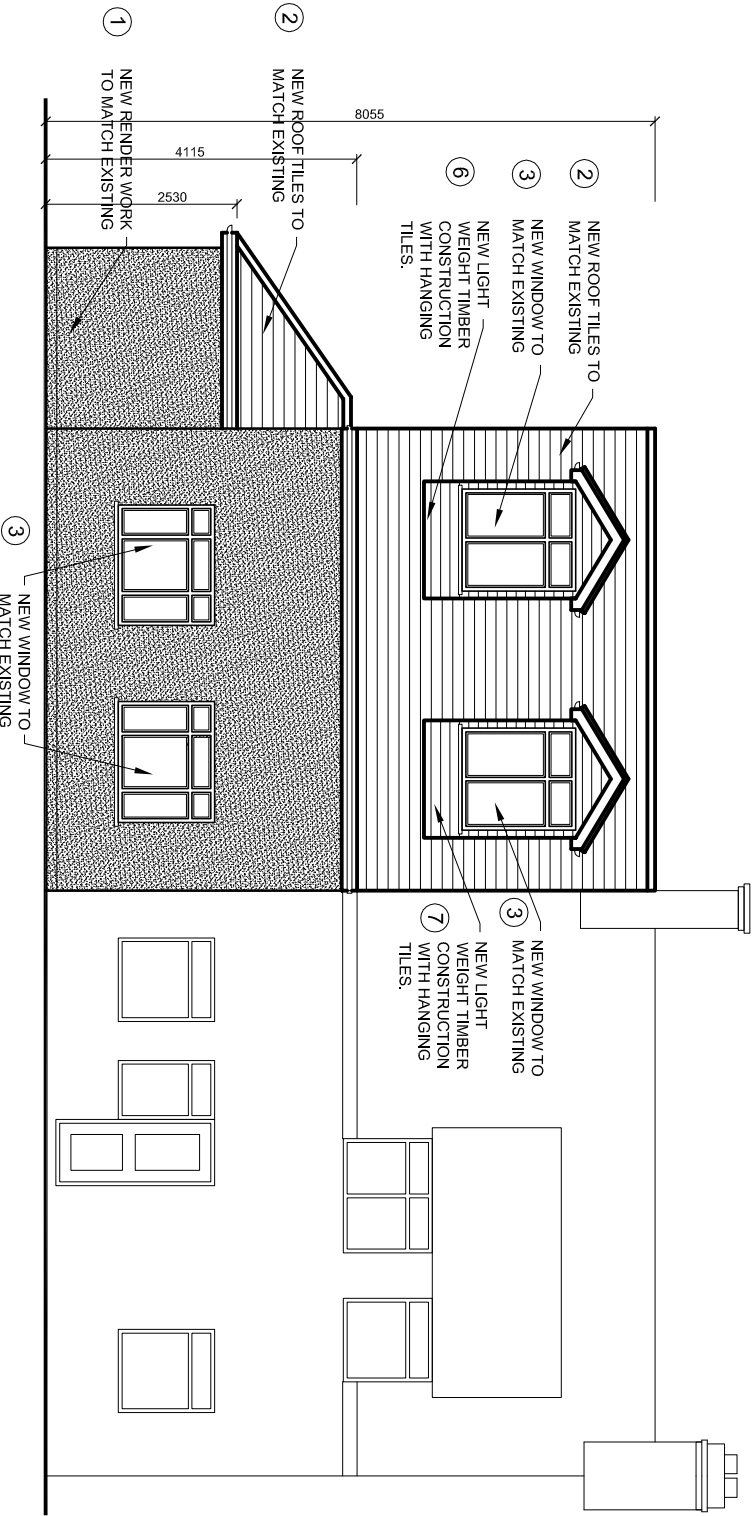 8055
4115
2530
2
NEW ROOF TILES TO
MATCH EXISTING
3
NEW WINDOW TO
MATCH EXISTING
6
NEW LIGHT
WEIGHT TIMBER
CONSTRUCTION
WITH HANGING
TILES.
2
NEW ROOF TILES TO
MATCH EXISTING
1
NEW RENDER WORK
TO MATCH EXISTING
3
NEW WINDOW TO
MATCH EXISTING
7
NEW LIGHT
WEIGHT TIMBER
CONSTRUCTION
WITH HANGING
TILES.
3
NEW WINDOW TO
MATCH EXISTING